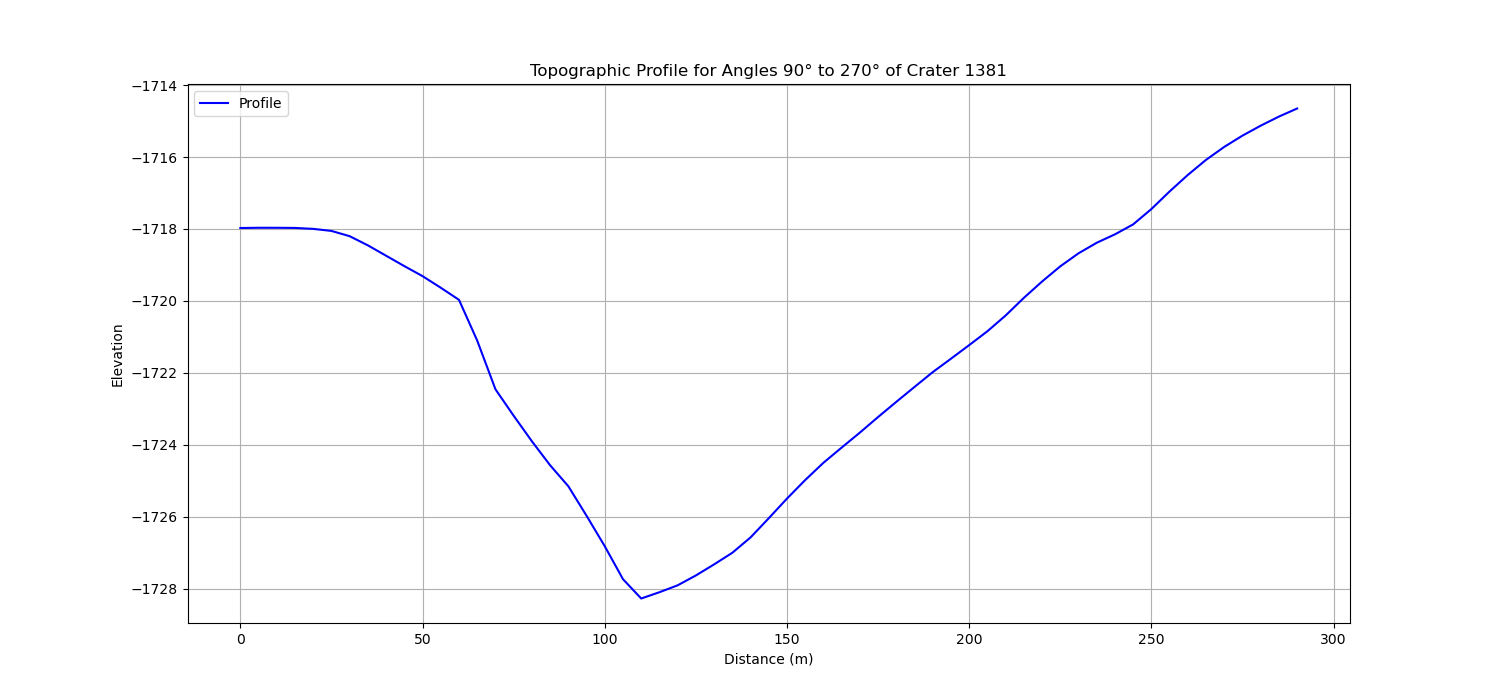 Topographic Profile for Angles 90° to 270° of Crater 1381
Profile
−1714
−1716
−1718
−1720
−1722
−1724
−1726
−1728
Elevation
0 50 100 150 200 250 300
Distance (m)